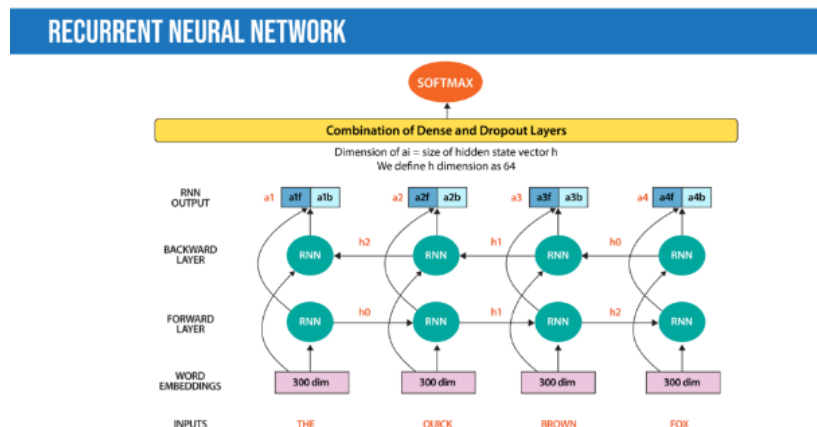 RECURRENT NEURAL NETWORK
SOFTMAX
Combination of Dense and Dropout Layers
Dimension of ai = size of hidden state vector h
We define h dimension as 64
RNN
OUTPUT
a1 a1f a1b a2 a2f a2b a3 a3f a3b a4 a4f a4b
BACKWARD
LAYER
RNN h2 RNN h1 RNN h0 RNN
FORWARD
LAYER
RNN h0 RNN h1 RNN h2 RNN
WORD
EMBEDDINGS
300 dim 300 dim 300 dim 300 dim
INPUTS THE QUICK BROWN FOX